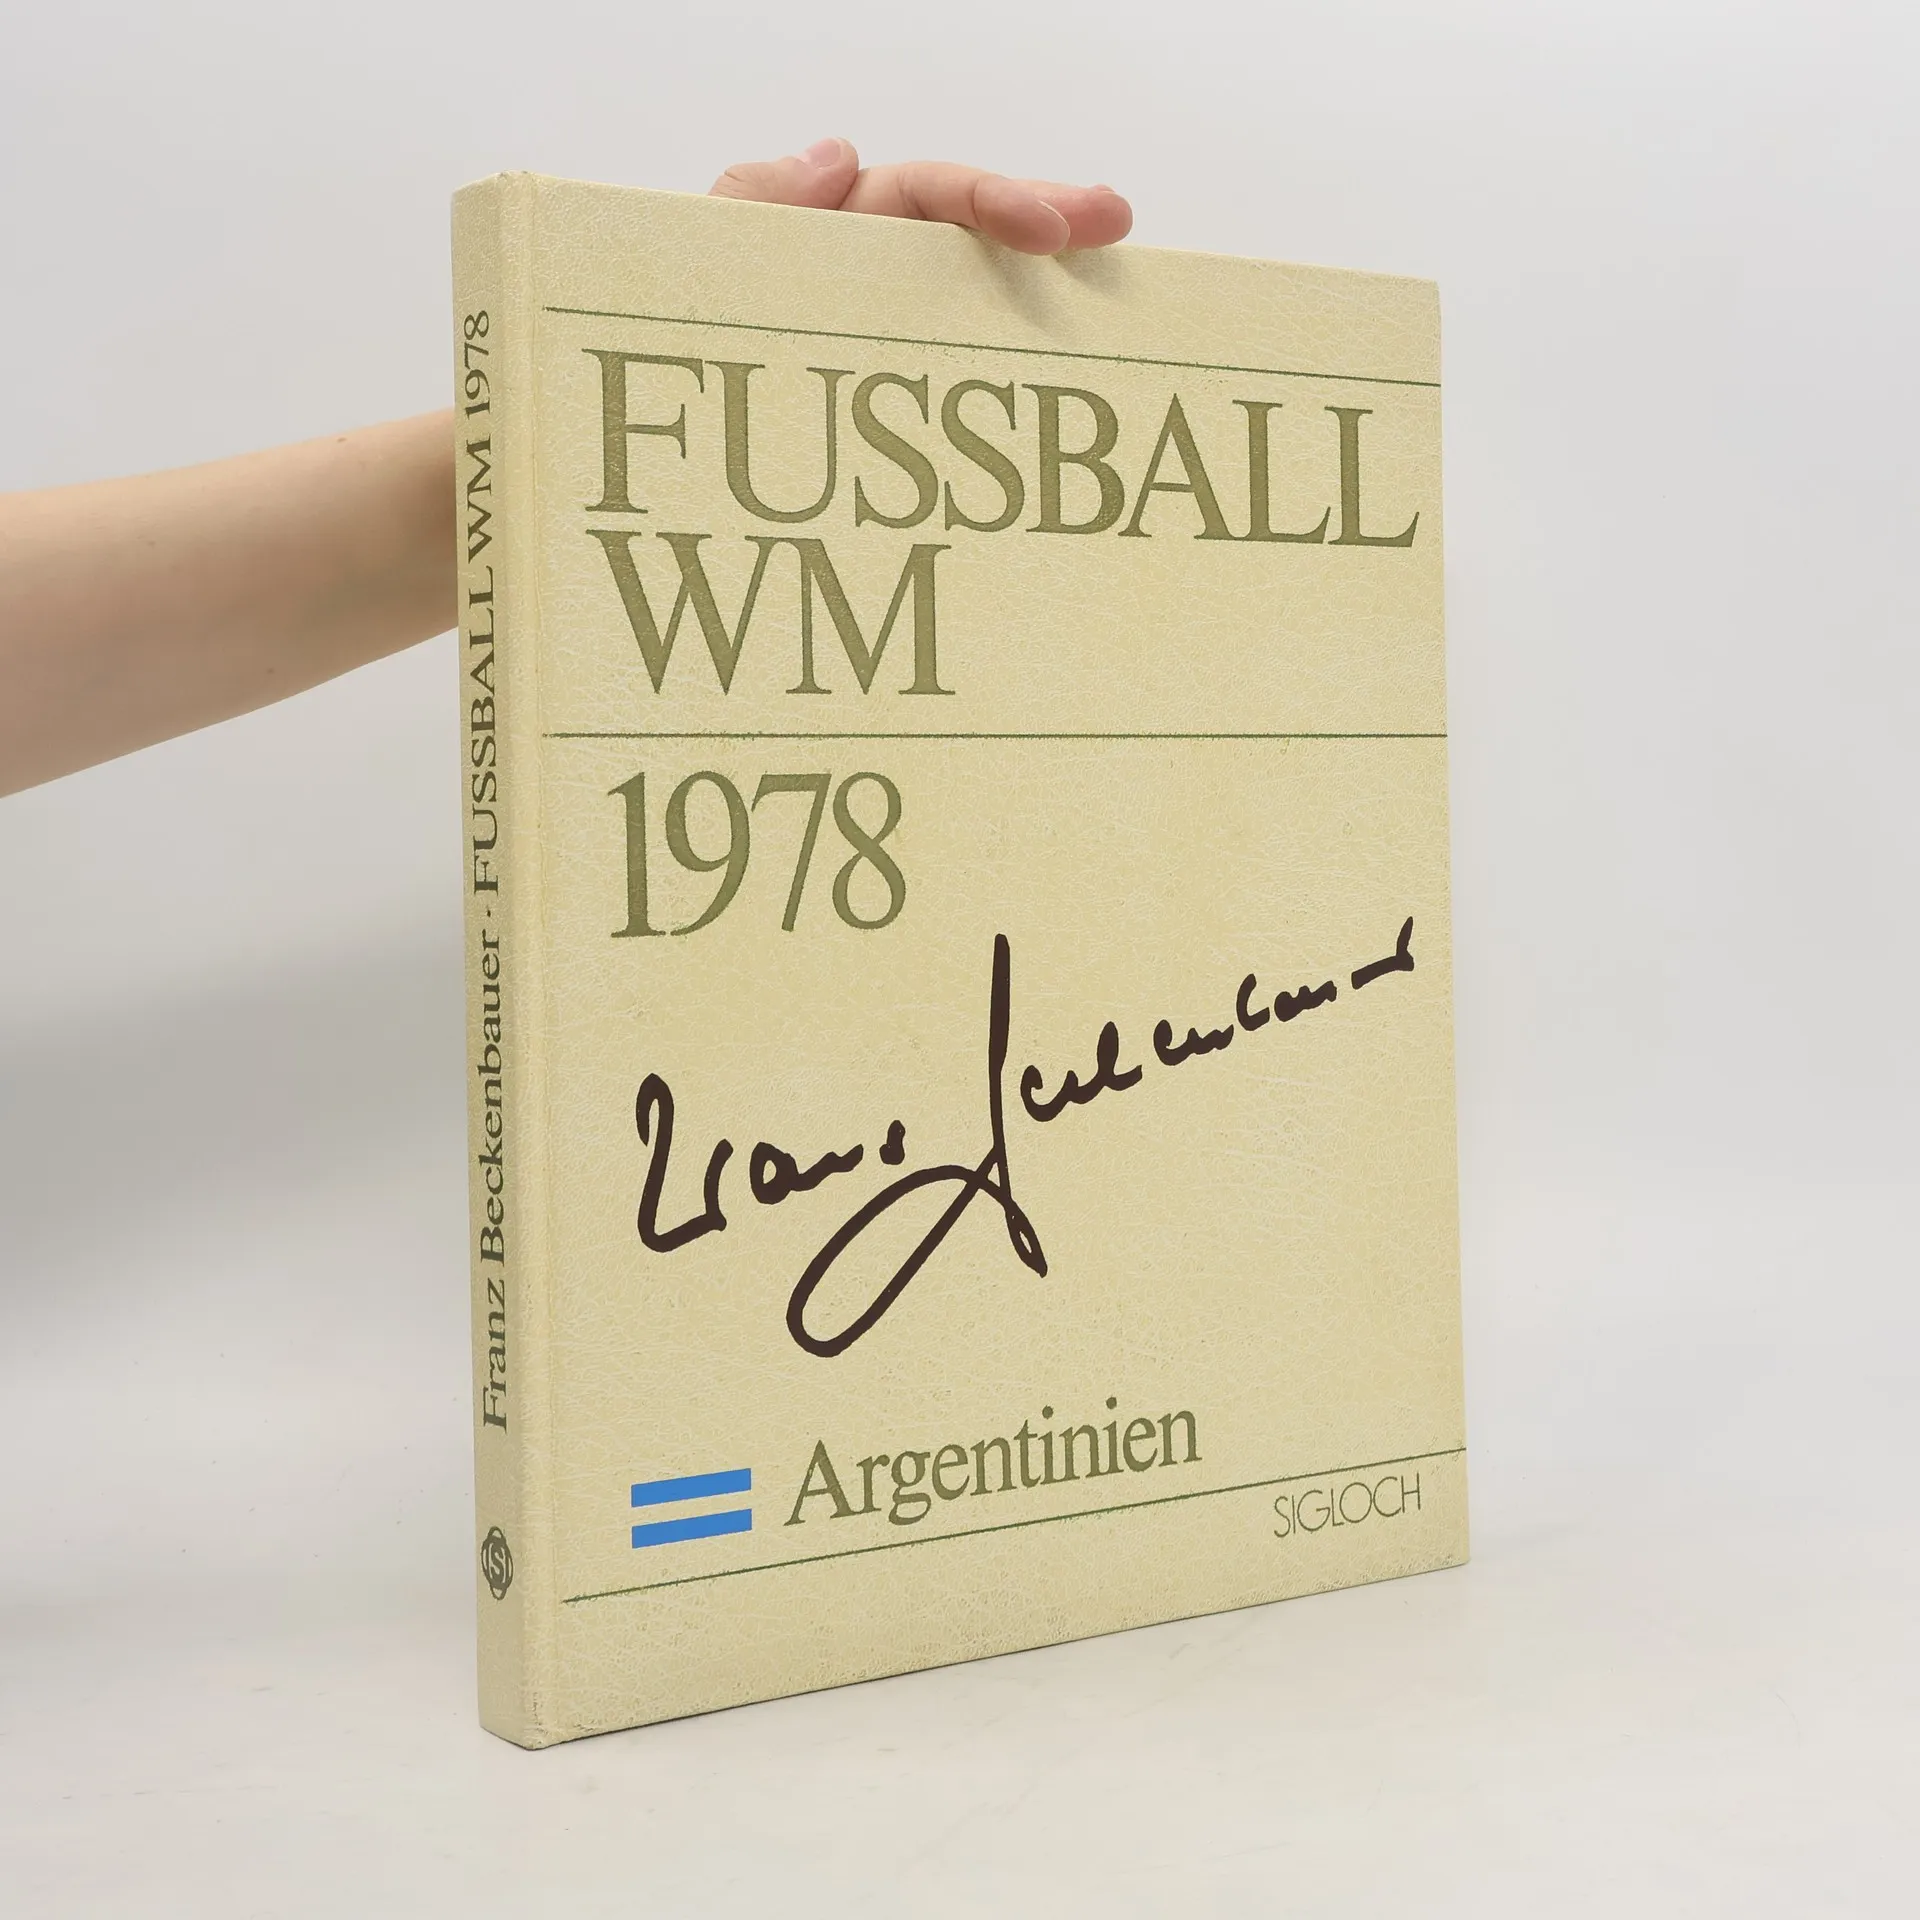 FUSSBALL
WM
1978
Franz Beckenbauer
Argentinien
SIGLOCH
Franz Beckenbauer · FUSSBALL WM 1978
S